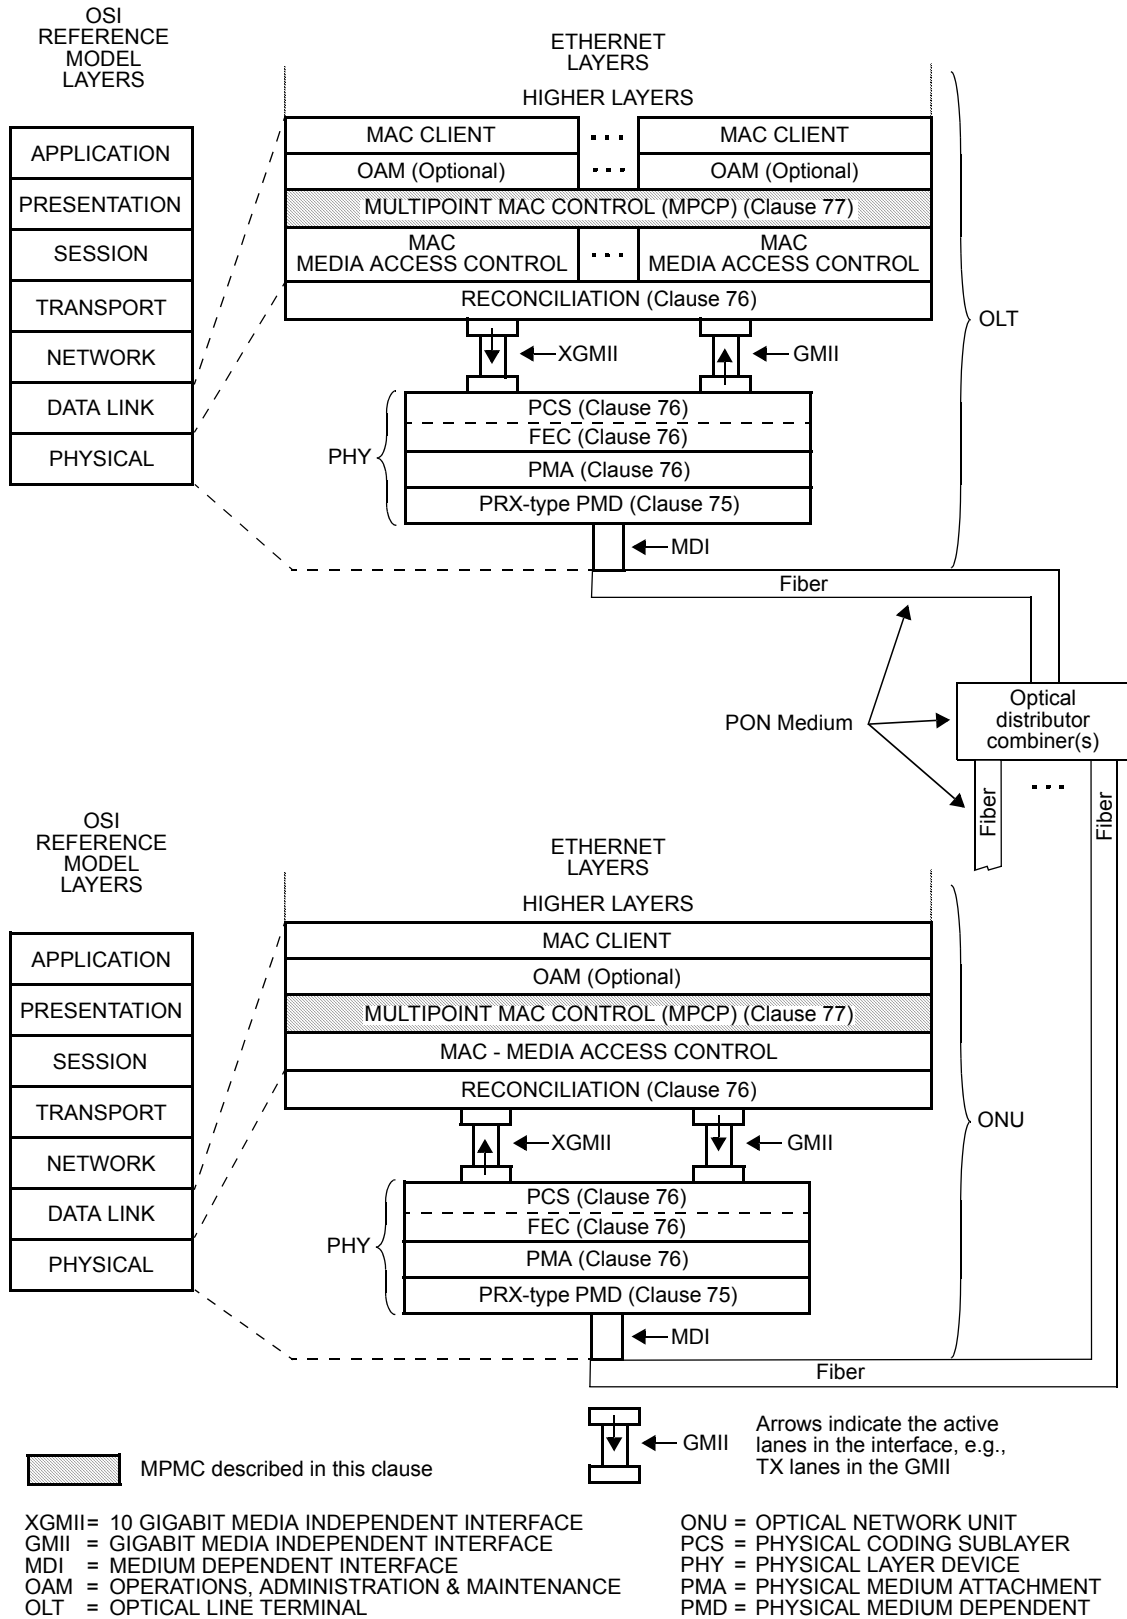 OSI
REFERENCE
MODEL
LAYERS
ETHERNET
LAYERS
HIGHER LAYERS
APPLICATION
PRESENTATION
SESSION
TRANSPORT
NETWORK
DATA LINK
PHYSICAL
MAC CLIENT
...
MAC CLIENT
OAM (Optional)
...
OAM (Optional)
MULTIPOINT MAC CONTROL (MPCP) (Clause 77)
MAC
MEDIA ACCESS CONTROL
...
MAC
MEDIA ACCESS CONTROL
RECONCILIATION (Clause 76)
XGMII
GMII
OLT
PHY
PCS (Clause 76)
FEC (Clause 76)
PMA (Clause 76)
PRX-type PMD (Clause 75)
MDI
Fiber
PON Medium
Optical
distributor
combiner(s)
...
Fiber
Fiber
OSI
REFERENCE
MODEL
LAYERS
ETHERNET
LAYERS
HIGHER LAYERS
APPLICATION
PRESENTATION
SESSION
TRANSPORT
NETWORK
DATA LINK
PHYSICAL
MAC CLIENT
OAM (Optional)
MULTIPOINT MAC CONTROL (MPCP) (Clause 77)
MAC - MEDIA ACCESS CONTROL
RECONCILIATION (Clause 76)
XGMII
GMII
ONU
PHY
PCS (Clause 76)
FEC (Clause 76)
PMA (Clause 76)
PRX-type PMD (Clause 75)
MDI
Fiber
MPMC described in this clause
GMII
Arrows indicate the active
lanes in the interface, e.g.,
TX lanes in the GMII
XGMII= 10 GIGABIT MEDIA INDEPENDENT INTERFACE
GMII = GIGABIT MEDIA INDEPENDENT INTERFACE
MDI = MEDIUM DEPENDENT INTERFACE
OAM = OPERATIONS, ADMINISTRATION & MAINTENANCE
OLT = OPTICAL LINE TERMINAL
ONU = OPTICAL NETWORK UNIT
PCS = PHYSICAL CODING SUBLAYER
PHY = PHYSICAL LAYER DEVICE
PMA = PHYSICAL MEDIUM ATTACHMENT
PMD = PHYSICAL MEDIUM DEPENDENT